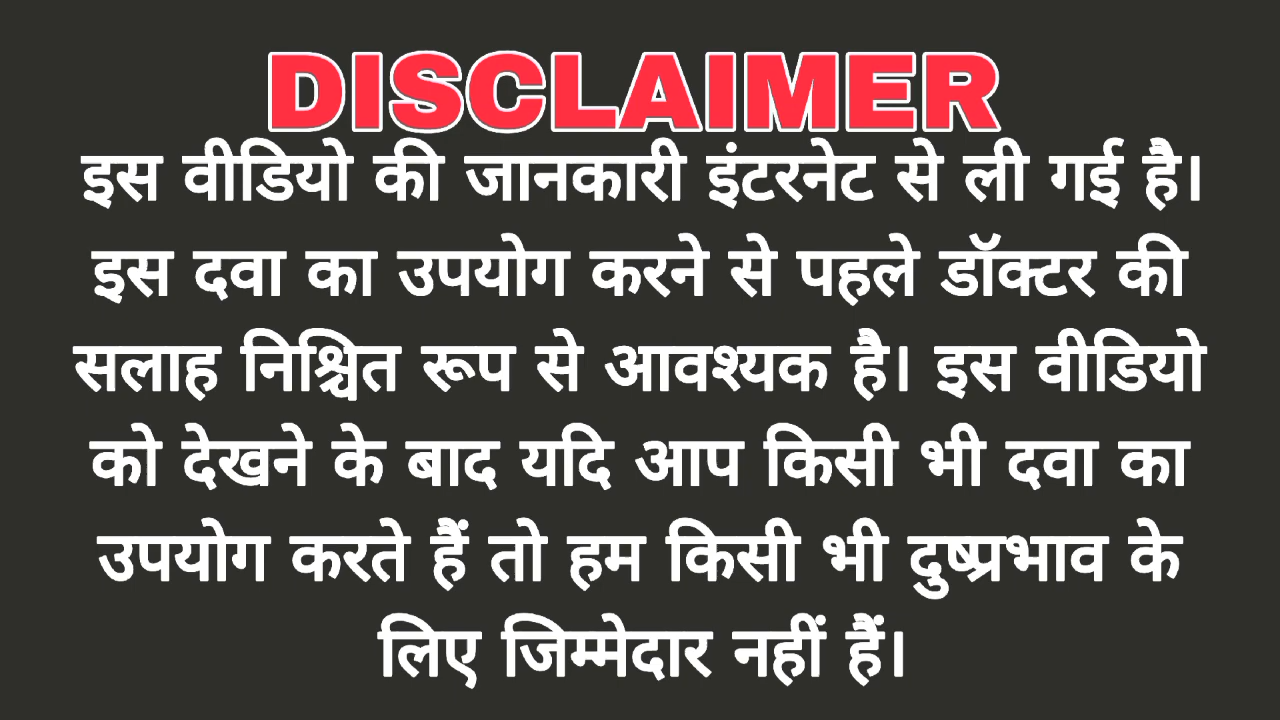 DISCLAIMER
इस वीडियो की जानकारी इंटरनेट से ली गई है।
इस दवा का उपयोग करने से पहले डॉक्टर की
सलाह निश्चित रूप से आवश्यक है। इस वीडियो
को देखने के बाद यदि आप किसी भी दवा का
उपयोग करते हैं तो हम किसी भी दुष्प्रभाव के
लिए जिम्मेदार नहीं हैं।